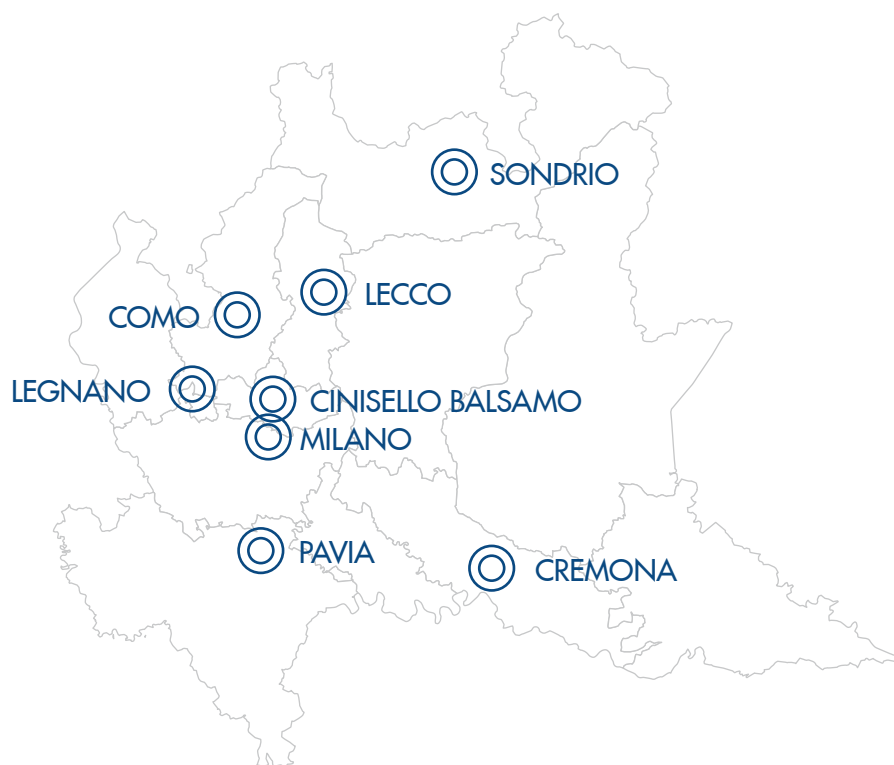 SONDRIO
LECCO
COMO
LEGNANO
CINISELLO BALSAMO
MILANO
PAVIA
CREMONA